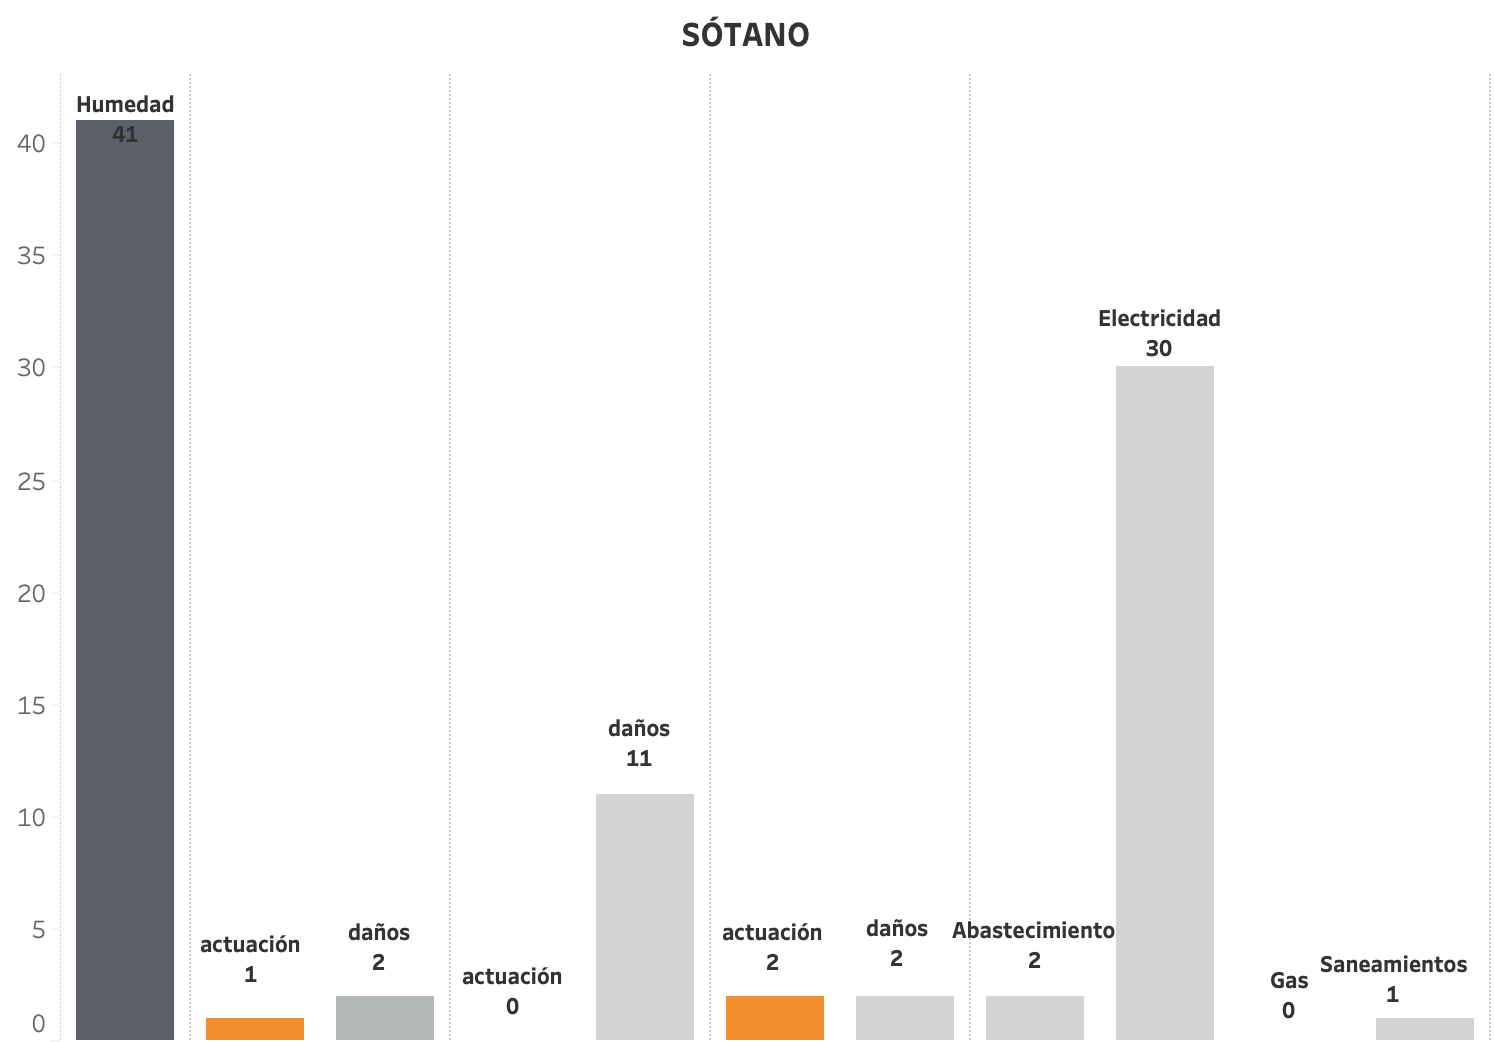 SÓTANO
Humedad
41
40
35
Electricidad
30
30
25
20
15
daños
11
10
5
actuación
1
daños
2
actuación
0
actuación
2
daños
2
Abastecimiento
2
Gas
0
Saneamientos
1
0